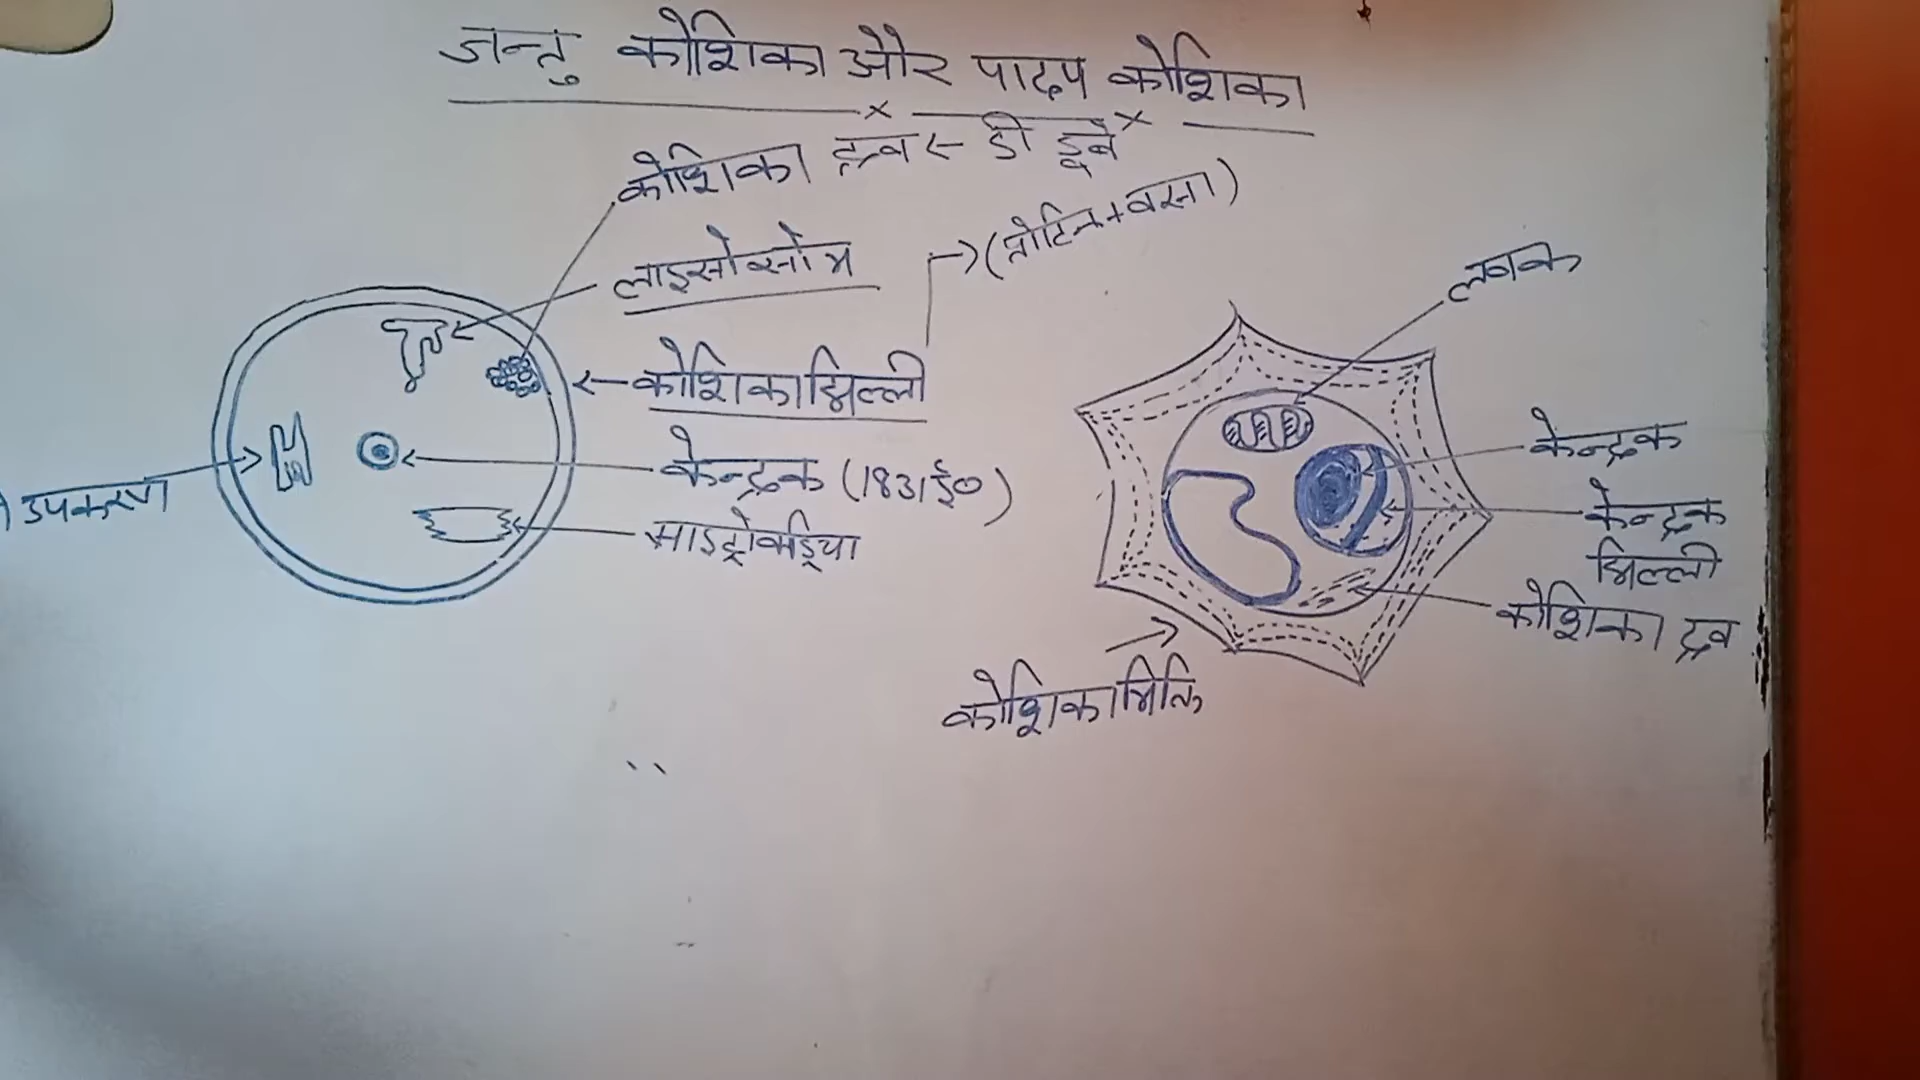 जन्तु कोशिका और पादप कोशिका
कोशिका द्रव्य ← डी डूबे
→(प्रोटिन+वसा)
लाइसोसोम
← कोशिका झिल्ली
केन्द्रक (1831ई०)
माइट्रोकांड्रिया
उपकरण
लवक
केन्द्रक
केन्द्रक
झिल्ली
कोशिका द्रव
कोशिका भित्ति